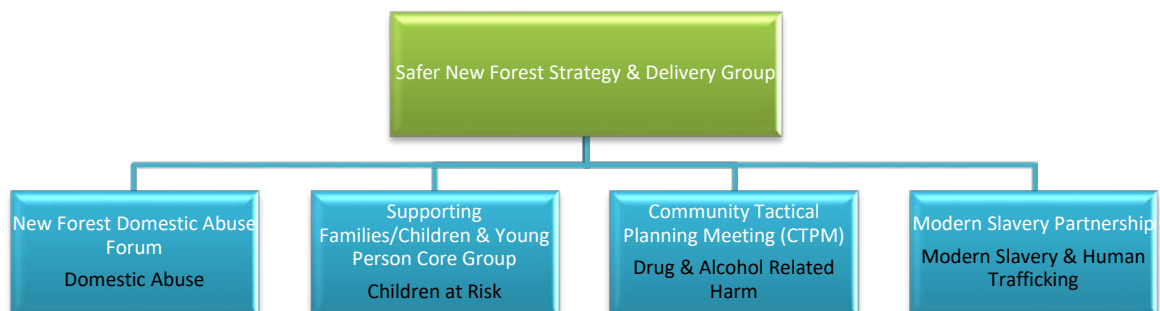 Safer New Forest Strategy & Delivery Group
New Forest Domestic Abuse
Forum
Domestic Abuse
Supporting
Families/Children & Young
Person Core Group
Children at Risk
Community Tactical
Planning Meeting (CTPM)
Drug & Alcohol Related
Harm
Modern Slavery Partnership
Modern Slavery & Human
Trafficking